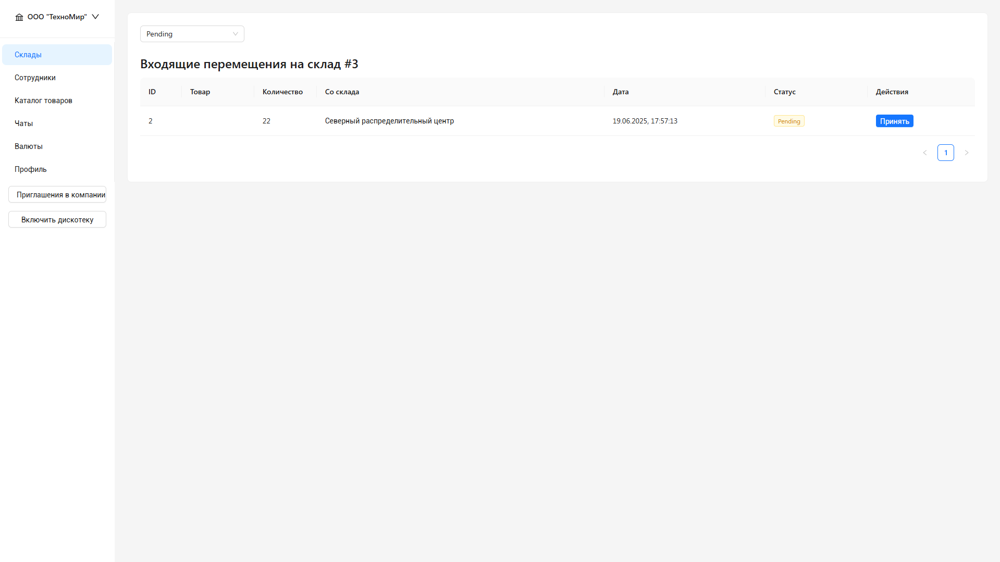 ООО "ТехноМир"
Склады
Сотрудники
Каталог товаров
Чаты
Валюты
Профиль
Приглашения в компании
Включить дискотеку
Pending
Входящие перемещения на склад #3
ID Товар Количество Со склада Дата Статус Действия
2 22 Северный распределительный центр 19.06.2025, 17:57:13 Pending Принять
1